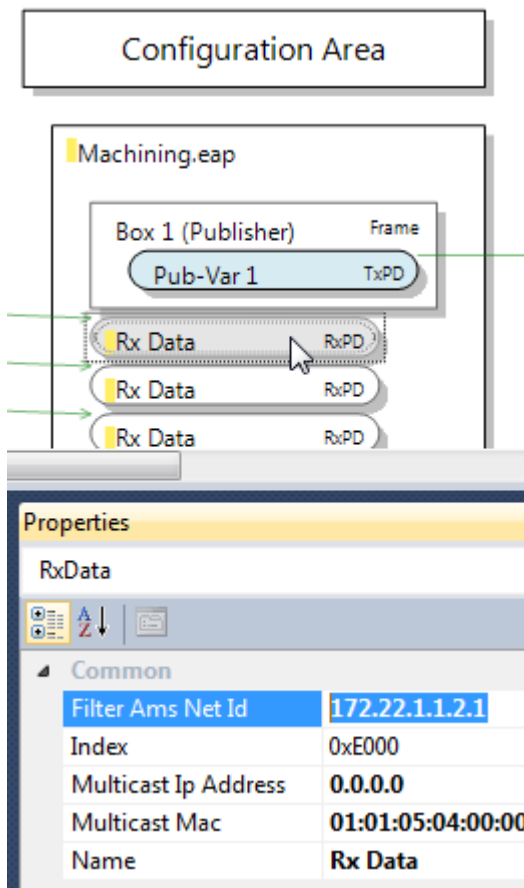 Configuration Area
Machining.eap
Box 1 (Publisher) Frame
Pub-Var 1 TxPD
Rx Data RxPD
Rx Data RxPD
Rx Data RxPD
Properties
RxData
Common
Filter Ams Net Id 172.22.1.1.2.1
Index 0xE000
Multicast Ip Address 0.0.0.0
Multicast Mac 01:01:05:04:00:00
Name Rx Data